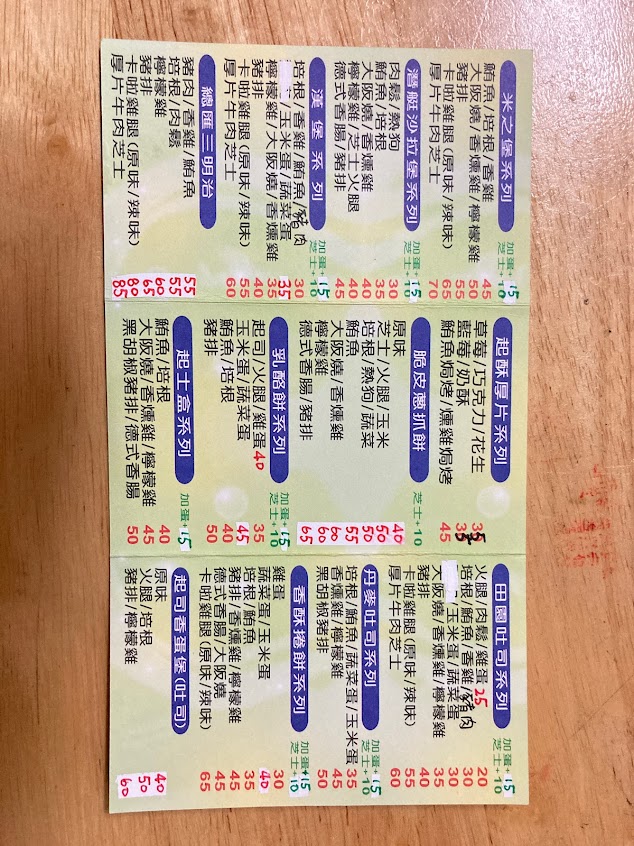 米之堡系列 加蛋+15 芝士+10
鮪魚/培根/香雞 45
大阪燒/香燻雞/檸檬雞 50
豬排 55
卡啦雞腿(原味/辣味) 65
厚片牛肉芝士 70
潛艇沙拉堡系列 加蛋+15 芝士+10
肉鬆/熱狗 30
鮪魚/培根 35
大阪燒/香燻雞 40
檸檬雞/芝士火腿 40
德式香腸/豬排 45
漢堡系列 加蛋+15 芝士+10
培根/香雞/鮪魚/豬肉 30
/玉米蛋/蔬菜蛋 35
檸檬雞/大阪燒/香燻雞 35
豬排 40
卡啦雞腿(原味/辣味) 55
厚片牛肉芝士 60
總匯三明治
豬肉/香雞/鮪魚 55
培根/肉鬆 55
檸檬雞 60
豬排 65
卡啦雞腿(原味/辣味) 80
厚片牛肉芝士 85
起酥厚片系列
草莓/巧克力/花生 35
藍莓/奶酥 35
鮪魚焗烤/燻雞焗烤 45
脆皮蔥抓餅 芝士+10
原味 40
芝士/火腿/玉米 50
培根/熱狗/蔬菜 50
鮪魚 55
大阪燒/香燻雞 60
檸檬雞 60
德式香腸/豬排 65
乳酪餅系列 加蛋+15 芝士+10
起司/火腿/雞蛋40 35
玉米蛋/蔬菜蛋 45
鮪魚/培根 40
豬排 50
起士盒系列 加蛋+15
鮪魚/培根 40
大阪燒/香燻雞/檸檬雞 45
黑胡椒豬排/德式香腸 50
田園吐司系列 加蛋+15 芝士+10
火腿/肉鬆/雞蛋25 20
培根/鮪魚/香雞/豬肉 30
/玉米蛋/蔬菜蛋 30
大阪燒/香燻雞/檸檬雞 35
豬排 40
卡啦雞腿(原味/辣味) 55
厚片牛肉芝士 60
丹麥吐司系列 加蛋+15 芝士+10
培根/鮪魚/蔬菜蛋/玉米蛋 35
香燻雞/檸檬雞 45
黑胡椒豬排 50
香酥捲餅系列 加蛋+15 芝士+10
雞蛋 30
蔬菜蛋/玉米蛋 40
培根/鮪魚 35
豬排/香燻雞/檸檬雞 45
德式香腸/大阪燒 45
卡啦雞腿(原味/辣味) 65
起司香蛋堡(吐司)
原味 40
火腿/培根 50
豬排/檸檬雞 60